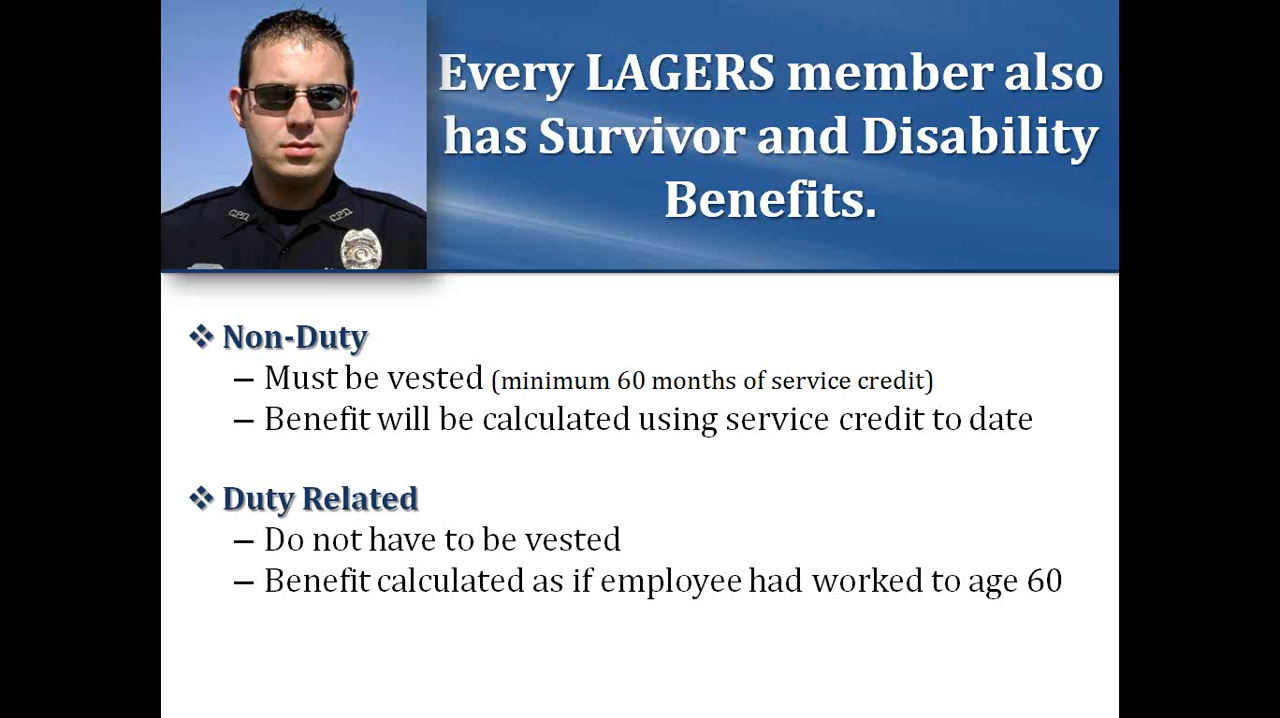 Every LAGERS member also
has Survivor and Disability
Benefits.
C.P.D.
C.P.D.
❖ Non-Duty
– Must be vested (minimum 60 months of service credit)
– Benefit will be calculated using service credit to date
❖ Duty Related
– Do not have to be vested
– Benefit calculated as if employee had worked to age 60